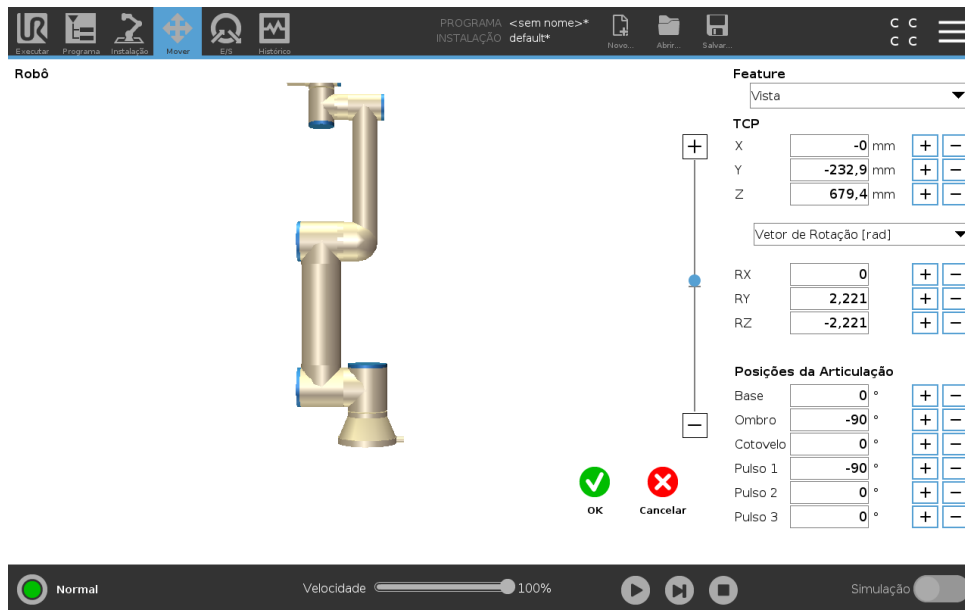 UR
Executar
Programa
Instalação
Mover
E/S
Histórico
PROGRAMA <sem nome>*
INSTALAÇÃO default*
Novo...
Abrir...
Salvar...
C C
C C
Robô
Feature
Vista
TCP
X -0 mm + −
Y -232,9 mm + −
Z 679,4 mm + −
Vetor de Rotação [rad]
RX 0 + −
RY 2,221 + −
RZ -2,221 + −
Posições da Articulação
Base 0 ° + −
Ombro -90 ° + −
Cotovelo 0 ° + −
Pulso 1 -90 ° + −
Pulso 2 0 ° + −
Pulso 3 0 ° + −
+
−
OK
Cancelar
Normal
Velocidade 100%
Simulação